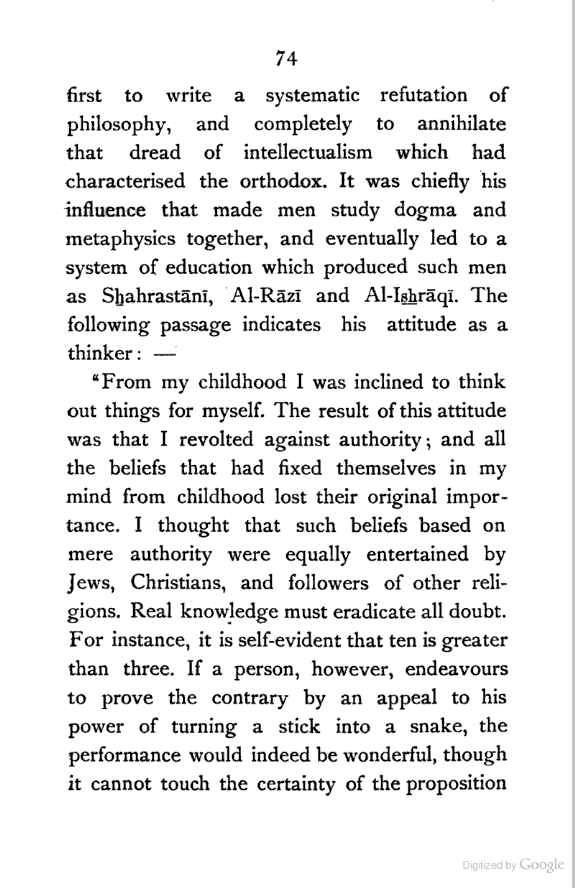 74
first to write a systematic refutation of
philosophy, and completely to annihilate
that dread of intellectualism which had
characterised the orthodox. It was chiefly his
influence that made men study dogma and
metaphysics together, and eventually led to a
system of education which produced such men
as Shahrastānī, Al-Rāzī and Al-Ishrāqī. The
following passage indicates his attitude as a
thinker: —
“From my childhood I was inclined to think
out things for myself. The result of this attitude
was that I revolted against authority; and all
the beliefs that had fixed themselves in my
mind from childhood lost their original impor-
tance. I thought that such beliefs based on
mere authority were equally entertained by
Jews, Christians, and followers of other reli-
gions. Real knowledge must eradicate all doubt.
For instance, it is self-evident that ten is greater
than three. If a person, however, endeavours
to prove the contrary by an appeal to his
power of turning a stick into a snake, the
performance would indeed be wonderful, though
it cannot touch the certainty of the proposition
Digitized by Google